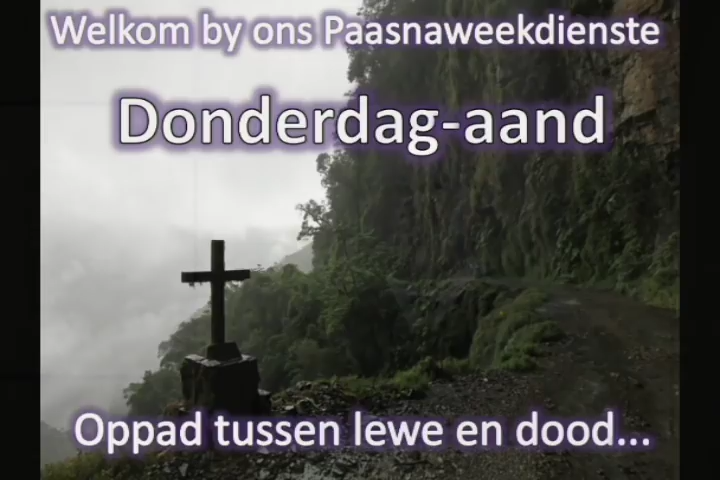 Welkom by ons Paasnaweekdienste
Donderdag-aand
Oppad tussen lewe en dood...